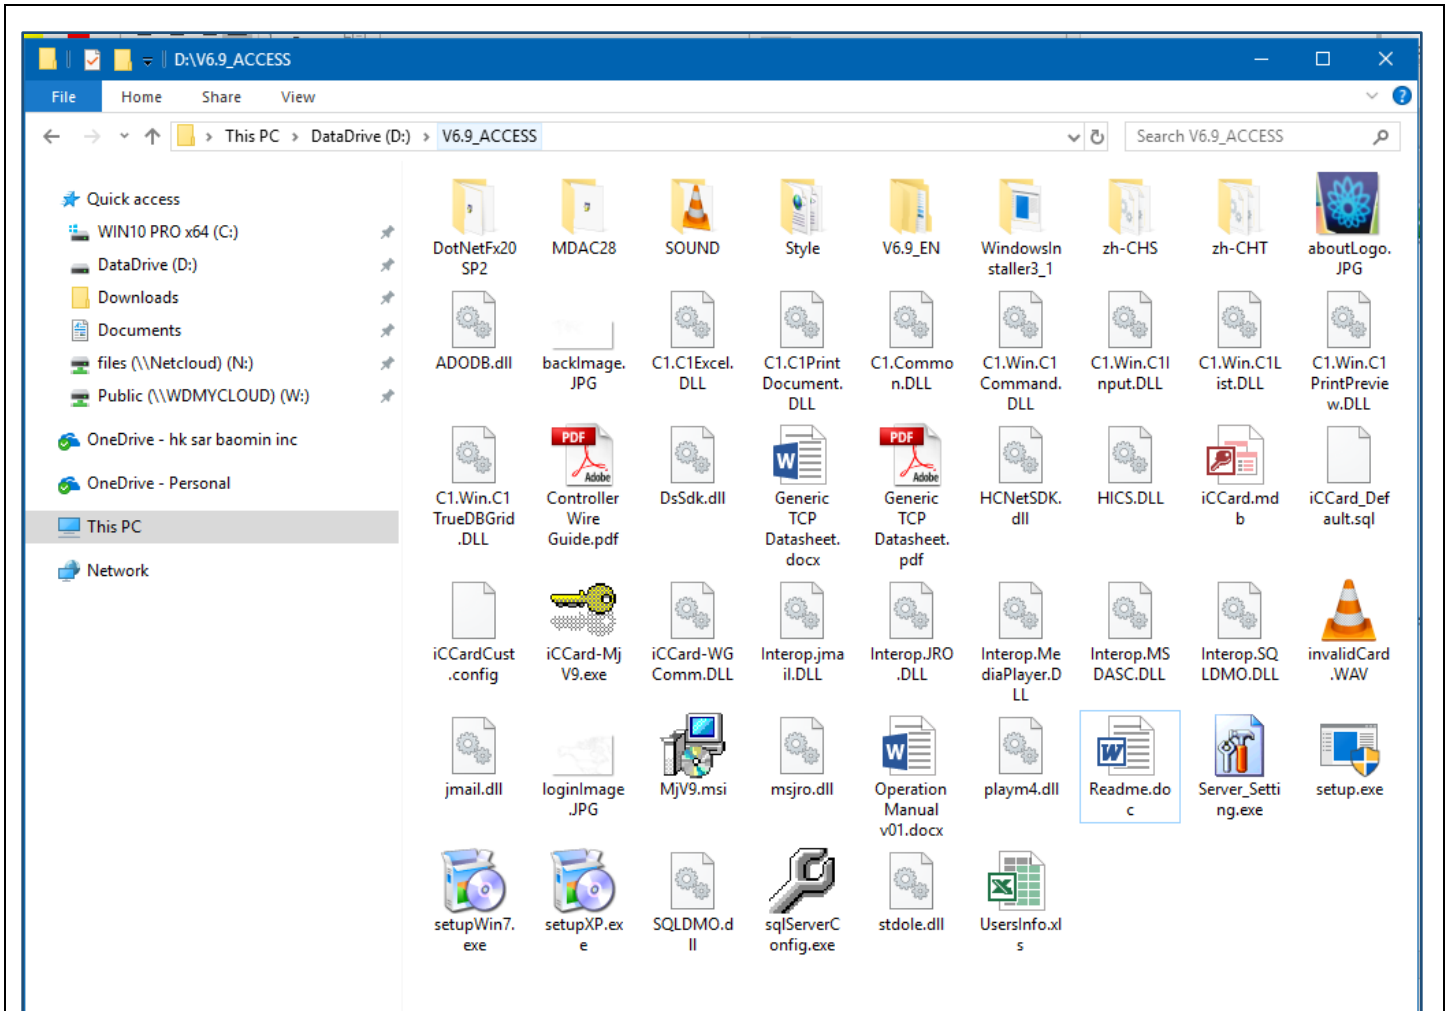 D:\V6.9_ACCESS
File Home Share View
This PC > DataDrive (D:) > V6.9_ACCESS
Search V6.9_ACCESS
Quick access
WIN10 PRO x64 (C:)
DataDrive (D:)
Downloads
Documents
files (\\Netcloud) (N:)
Public (\\WDMYCLOUD) (W:)
OneDrive - hk sar baomin inc
OneDrive - Personal
This PC
Network
DotNetFx20
SP2
MDAC28
SOUND
Style
V6.9_EN
WindowsIn
staller3_1
zh-CHS
zh-CHT
aboutLogo.
JPG
ADODB.dll
backImage.
JPG
C1.C1Excel.
DLL
C1.C1Print
Document.
DLL
C1.Commo
n.DLL
C1.Win.C1
Command.
DLL
C1.Win.C1I
nput.DLL
C1.Win.C1L
ist.DLL
C1.Win.C1
PrintPrevie
w.DLL
C1.Win.C1
TrueDBGrid
.DLL
PDF
Adobe
Controller
Wire
Guide.pdf
DsSdk.dll
W
Generic
TCP
Datasheet.
docx
PDF
Adobe
Generic
TCP
Datasheet.
pdf
HCNetSDK.
dll
HICS.DLL
iCCard.md
b
iCCard_Def
ault.sql
iCCardCust
.config
iCCard-Mj
V9.exe
iCCard-WG
Comm.DLL
Interop.jma
il.DLL
Interop.JRO
.DLL
Interop.Me
diaPlayer.D
LL
Interop.MS
DASC.DLL
Interop.SQ
LDMO.DLL
invalidCard
.WAV
jmail.dll
loginImage
.JPG
MjV9.msi
msjro.dll
W
Operation
Manual
v01.docx
playm4.dll
W
Readme.do
c
Server_Setti
ng.exe
setup.exe
setupWin7.
exe
setupXP.ex
e
SQLDMO.d
ll
sqlServerC
onfig.exe
stdole.dll
X
UsersInfo.xl
s